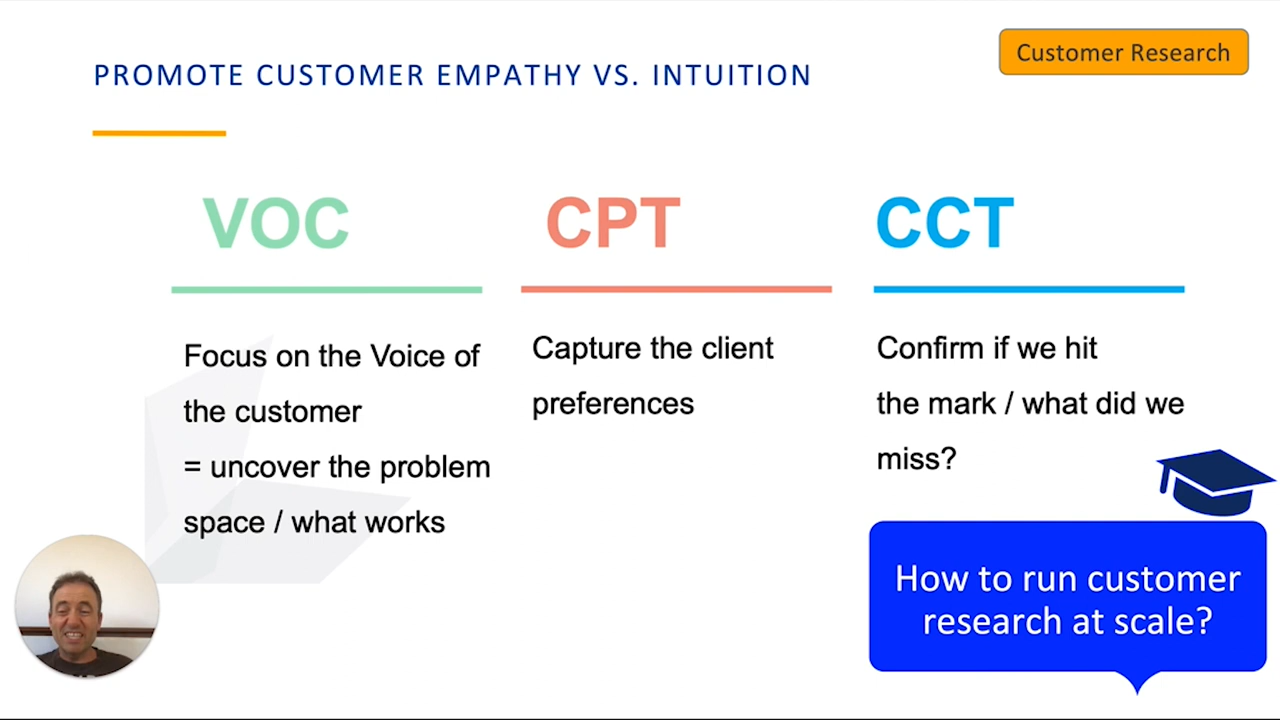 PROMOTE CUSTOMER EMPATHY VS. INTUITION
Customer Research
VOC
Focus on the Voice of
the customer
= uncover the problem
space / what works
CPT
Capture the client
preferences
CCT
Confirm if we hit
the mark / what did we
miss?
How to run customer
research at scale?